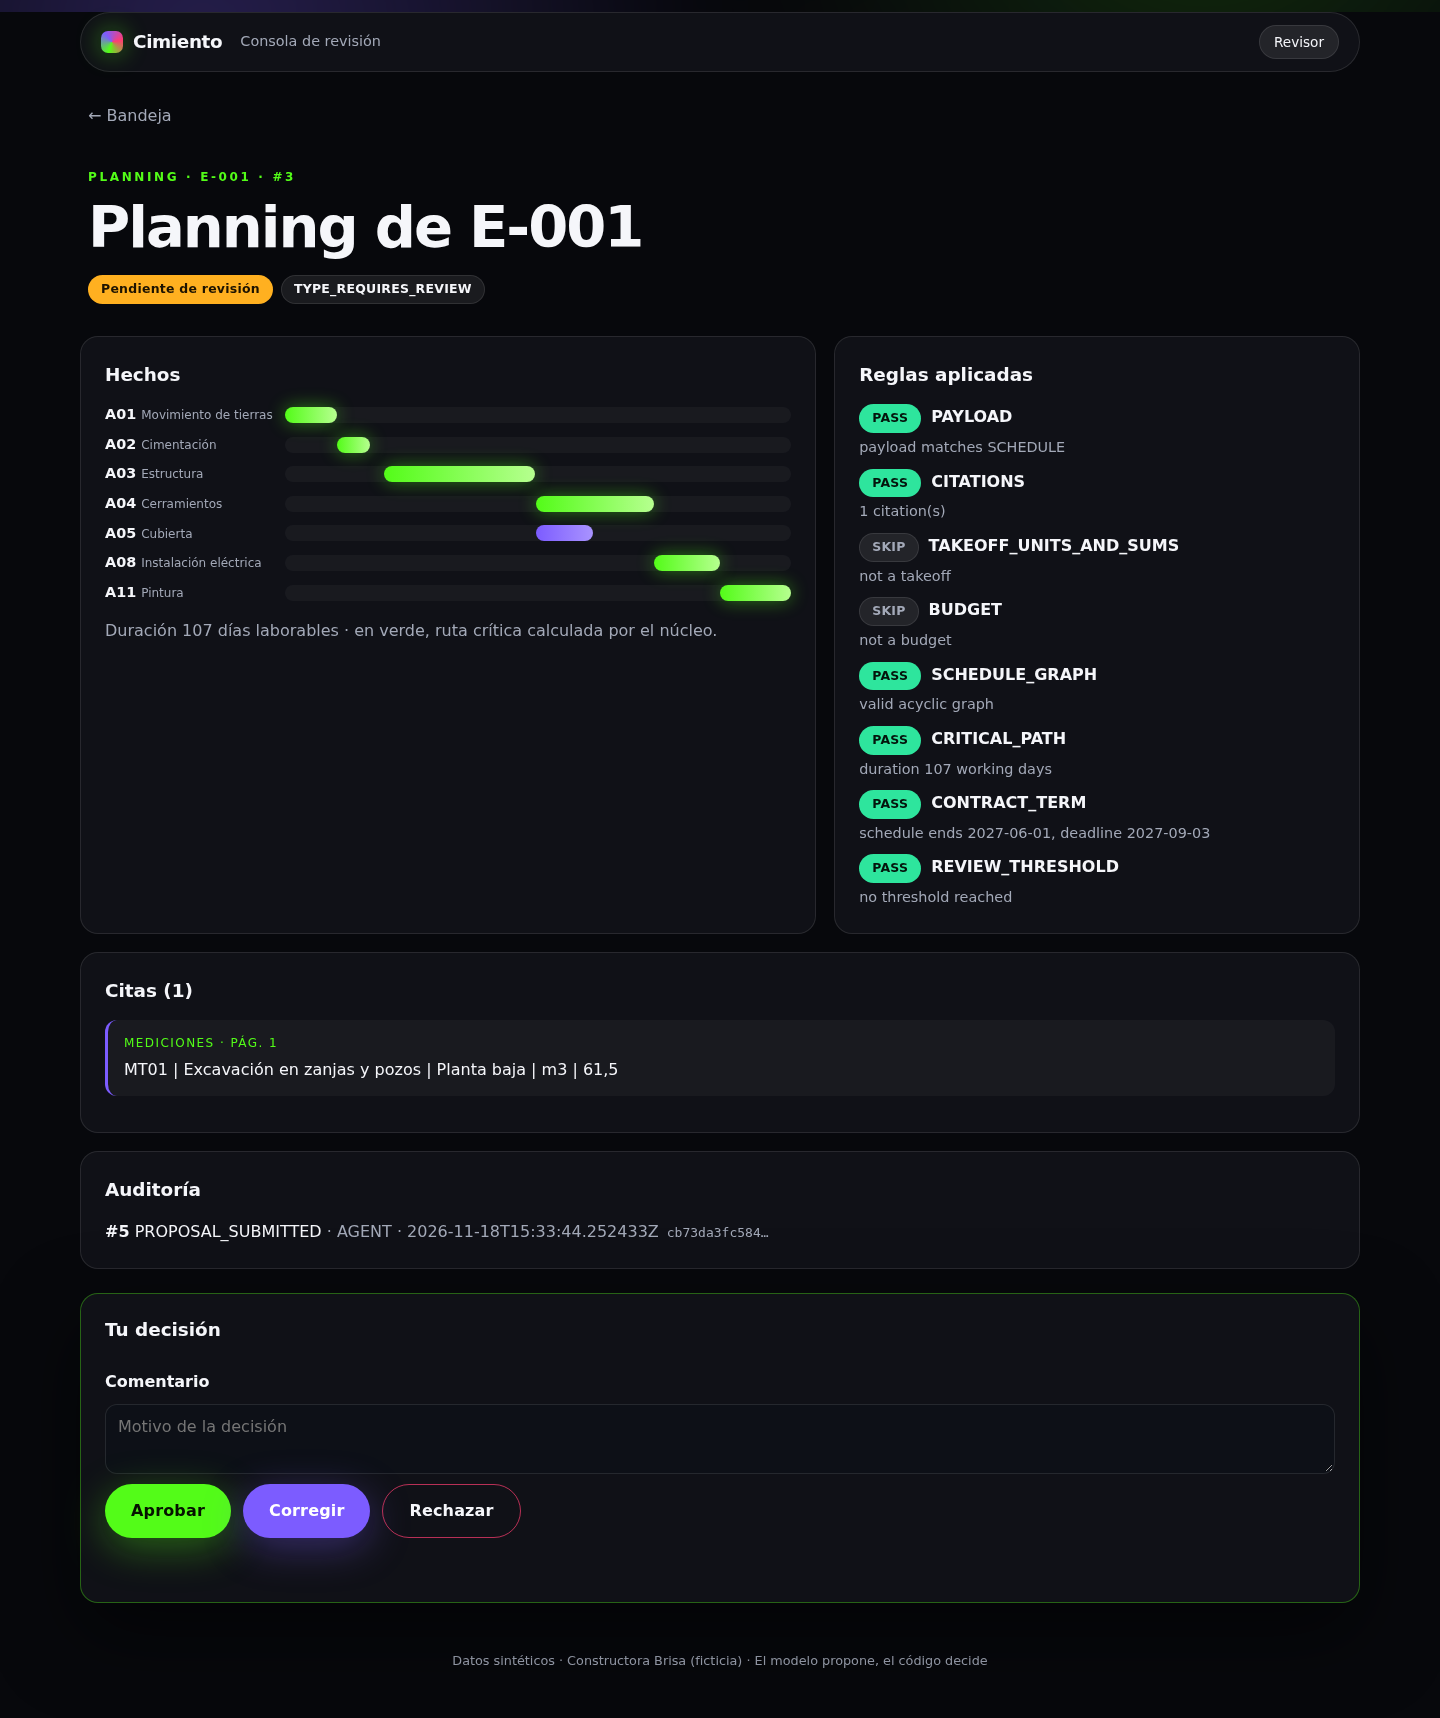 Cimiento Consola de revisión Revisor
← Bandeja
PLANNING · E-001 · #3
Planning de E-001
Pendiente de revisión TYPE_REQUIRES_REVIEW
Hechos
A01 Movimiento de tierras
A02 Cimentación
A03 Estructura
A04 Cerramientos
A05 Cubierta
A08 Instalación eléctrica
A11 Pintura
Duración 107 días laborables · en verde, ruta crítica calculada por el núcleo.
Reglas aplicadas
PASS PAYLOAD
payload matches SCHEDULE
PASS CITATIONS
1 citation(s)
SKIP TAKEOFF_UNITS_AND_SUMS
not a takeoff
SKIP BUDGET
not a budget
PASS SCHEDULE_GRAPH
valid acyclic graph
PASS CRITICAL_PATH
duration 107 working days
PASS CONTRACT_TERM
schedule ends 2027-06-01, deadline 2027-09-03
PASS REVIEW_THRESHOLD
no threshold reached
Citas (1)
MEDICIONES · PÁG. 1
MT01 | Excavación en zanjas y pozos | Planta baja | m3 | 61,5
Auditoría
#5 PROPOSAL_SUBMITTED · AGENT · 2026-11-18T15:33:44.252433Z cb73da3fc584…
Tu decisión
Comentario
Motivo de la decisión
Aprobar Corregir Rechazar
Datos sintéticos · Constructora Brisa (ficticia) · El modelo propone, el código decide